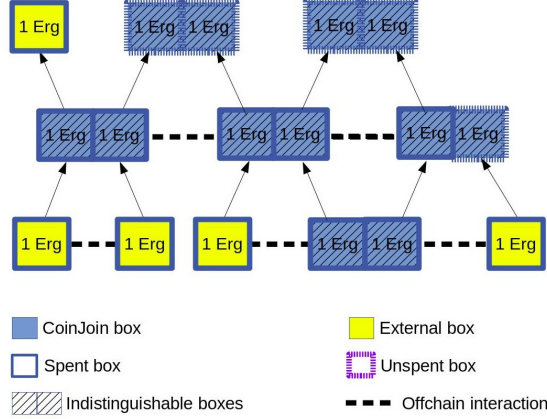 1 Erg 1 Erg 1 Erg 1 Erg 1 Erg
1 Erg 1 Erg 1 Erg 1 Erg 1 Erg 1 Erg
1 Erg 1 Erg 1 Erg 1 Erg 1 Erg 1 Erg
CoinJoin box External box
Spent box Unspent box
Indistinguishable boxes Offchain interaction